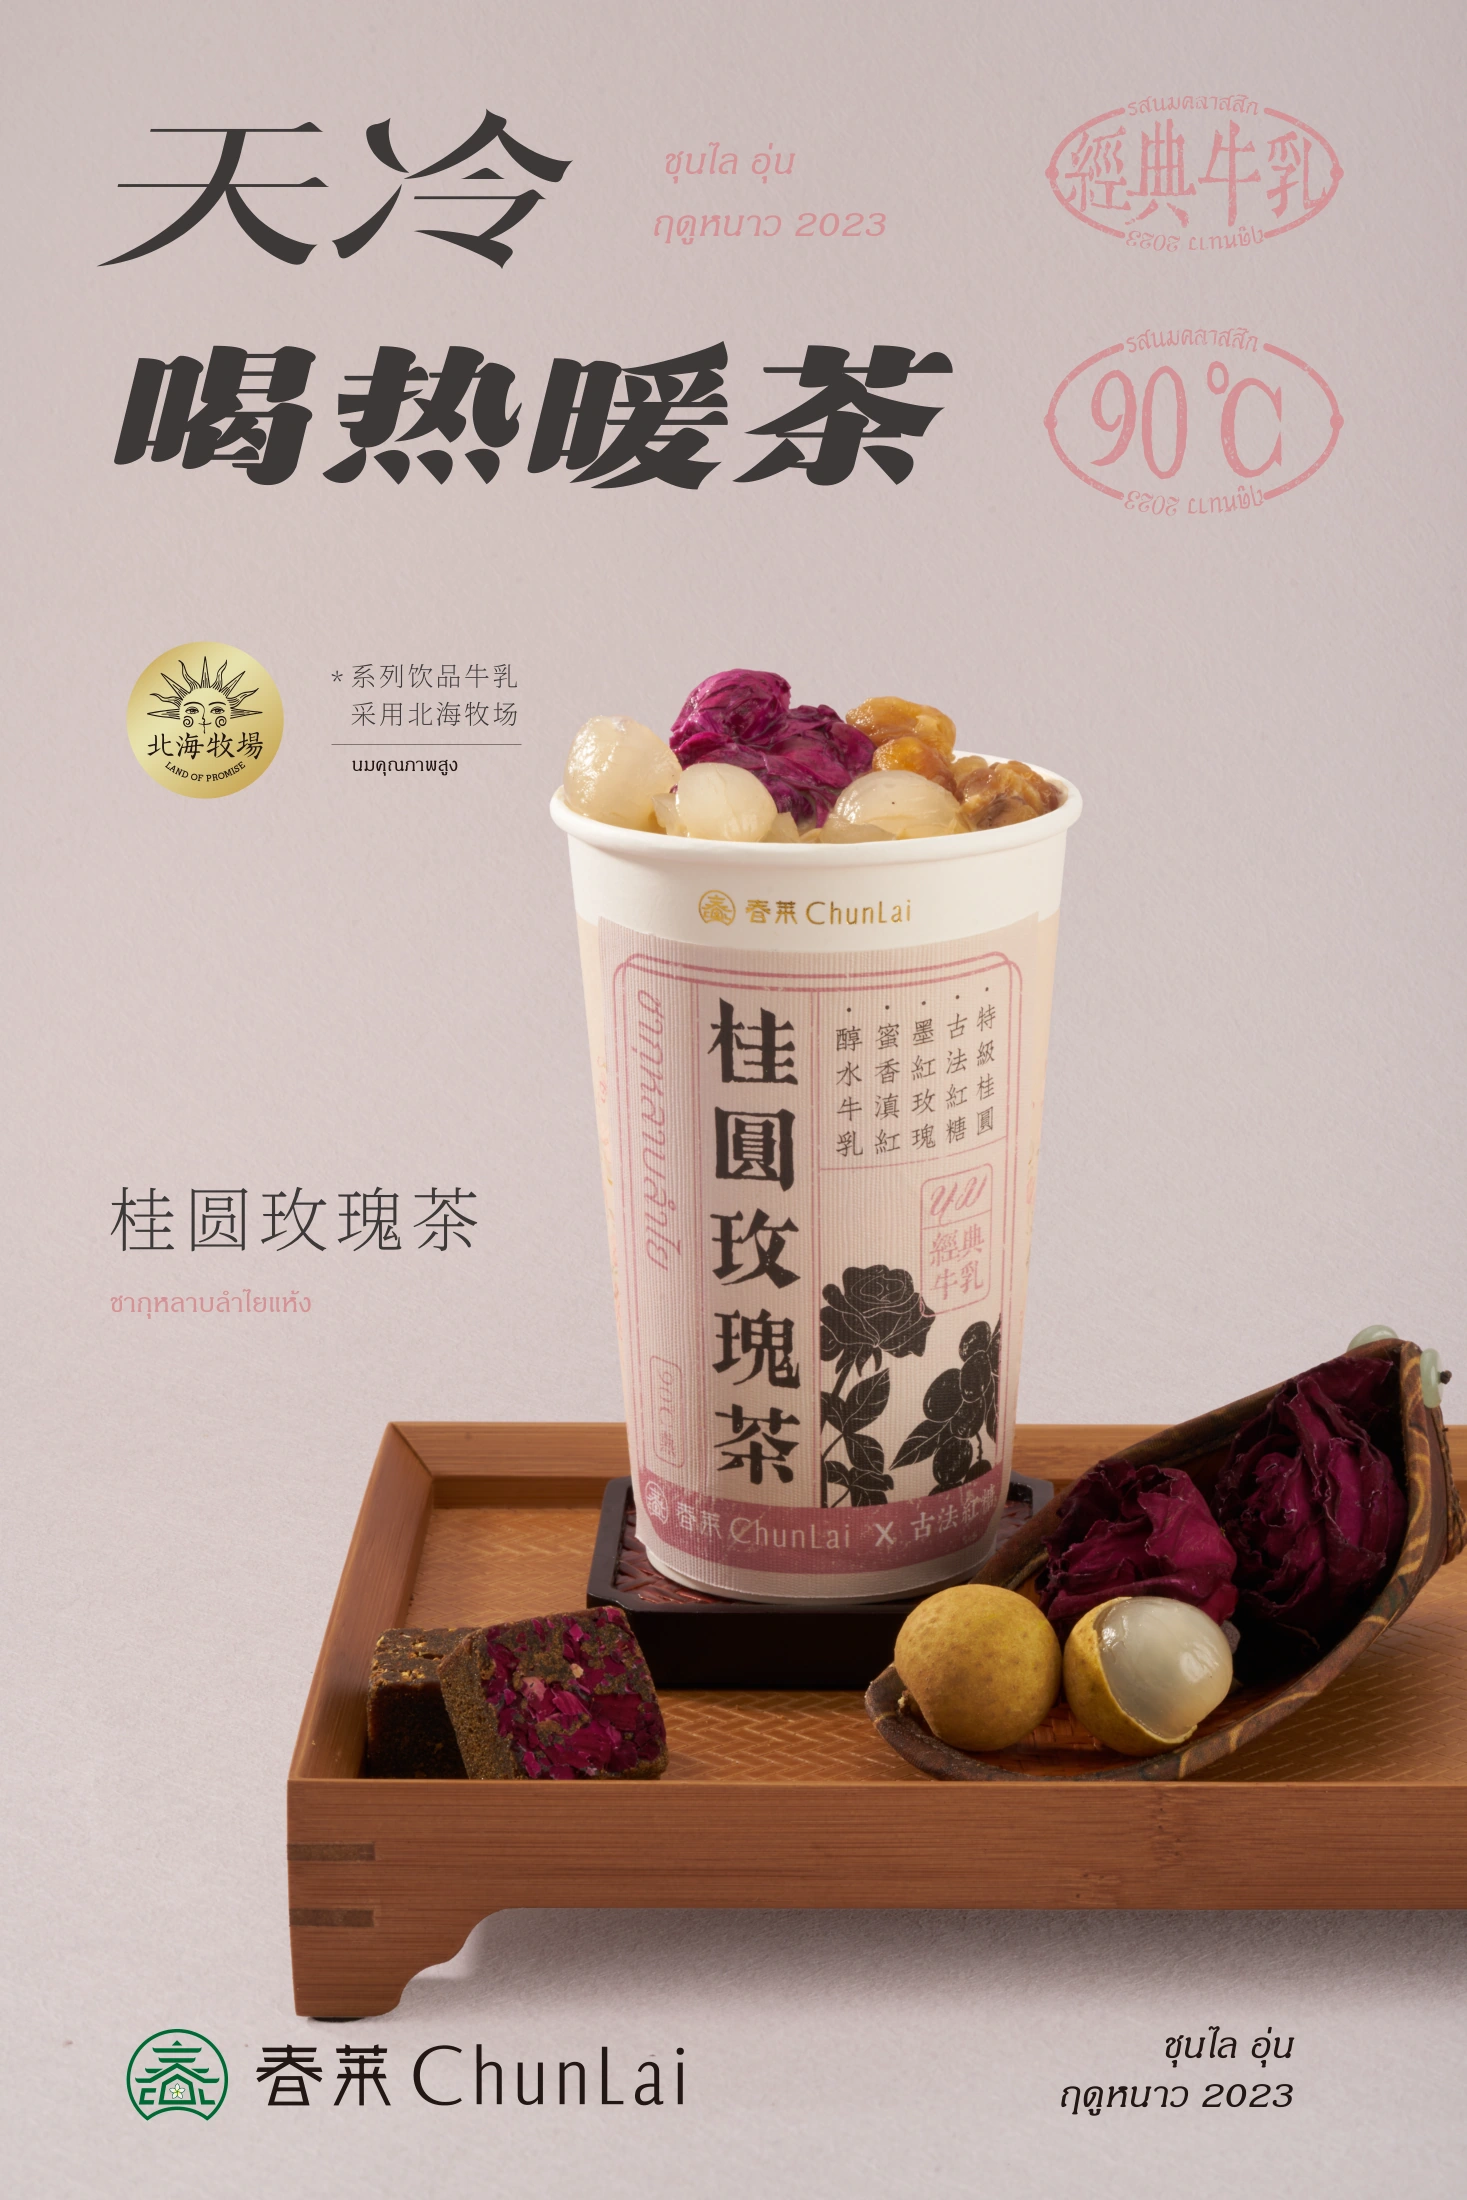 天冷
ชุนไล อุ่น
ฤดูหนาว 2023
รสนมคลาสสิก
經典牛乳
ฤดูหนาว 2023
喝热暖茶
รสนมคลาสสิก
90℃
ฤดูหนาว 2023
北海牧場
LAND OF PROMISE
*系列饮品牛乳
采用北海牧场
นมคุณภาพสูง
春莱 ChunLai
特級桂圓
古法紅糖
墨紅玫瑰
蜜香滇紅
醇水牛乳
桂圓玫瑰茶
ชากุหลาบลำไย
經典
牛乳
春莱 ChunLai X 古法紅糖
桂圆玫瑰茶
ชากุหลาบลำไยแห้ง
春莱 ChunLai
ชุนไล อุ่น
ฤดูหนาว 2023